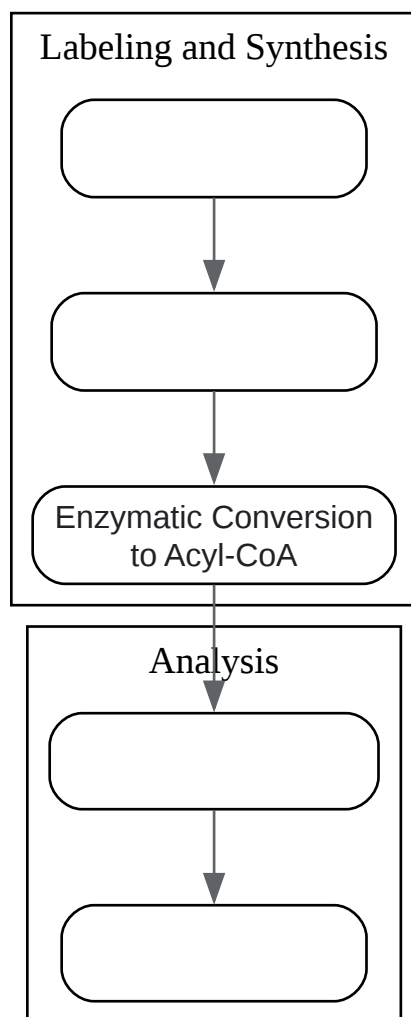 Labeling and Synthesis
Enzymatic Conversion
to Acyl-CoA
Analysis